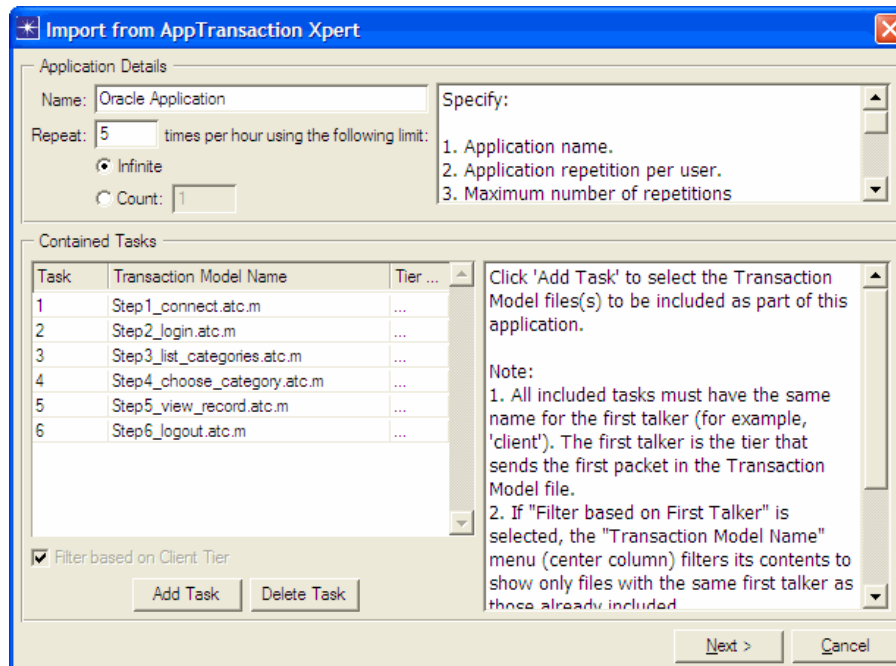 Import from AppTransaction Xpert
Application Details
Name: Oracle Application
Repeat: 5 times per hour using the following limit:
Infinite
Count: 1
Specify:
1. Application name.
2. Application repetition per user.
3. Maximum number of repetitions
Contained Tasks
Task Transaction Model Name Tier ...
1 Step1_connect.atc.m ...
2 Step2_login.atc.m ...
3 Step3_list_categories.atc.m ...
4 Step4_choose_category.atc.m ...
5 Step5_view_record.atc.m ...
6 Step6_logout.atc.m ...
Filter based on Client Tier
Add Task Delete Task
Click 'Add Task' to select the Transaction
Model files(s) to be included as part of this
application.
Note:
1. All included tasks must have the same
name for the first talker (for example,
'client'). The first talker is the tier that
sends the first packet in the Transaction
Model file.
2. If "Filter based on First Talker" is
selected, the "Transaction Model Name"
menu (center column) filters its contents to
show only files with the same first talker as
those already included
Next > Cancel